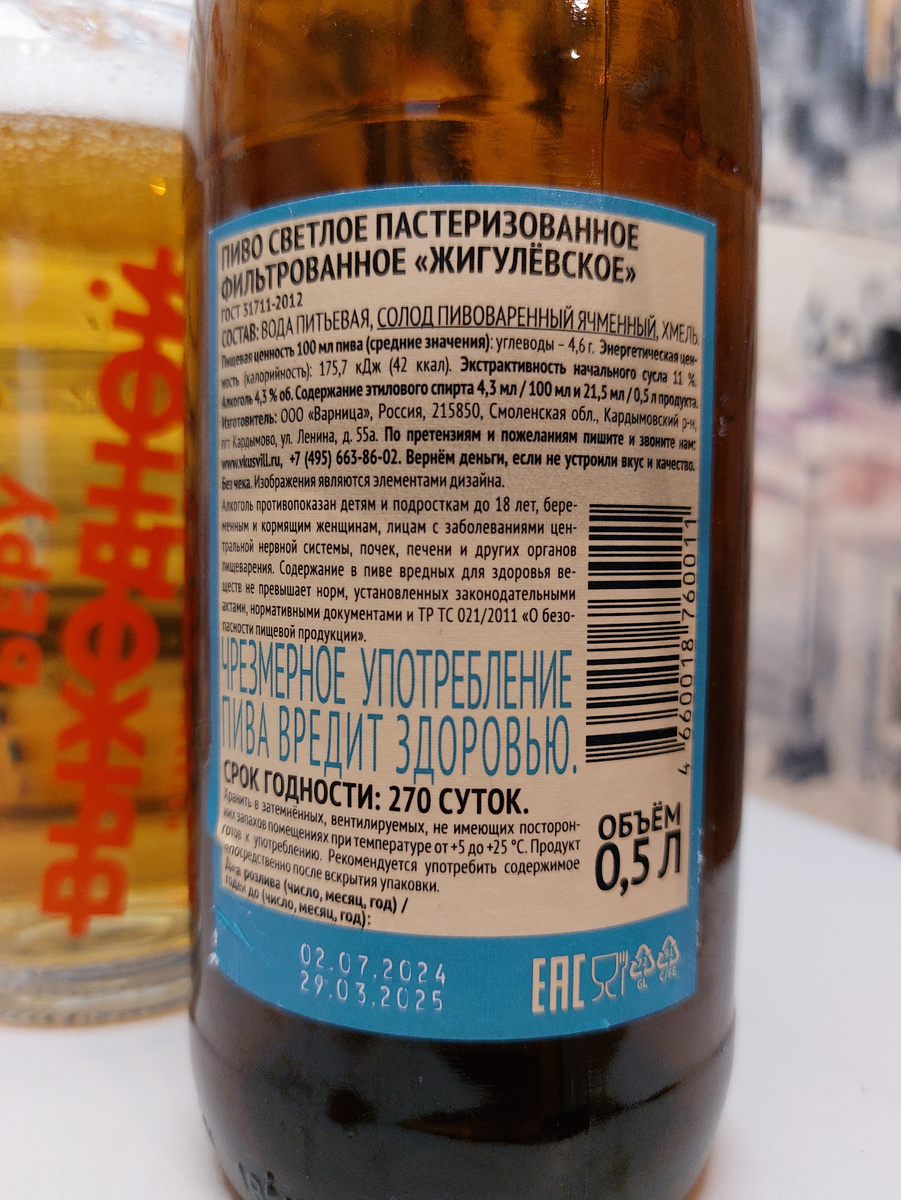 ПИВО СВЕТЛОЕ ПАСТЕРИЗОВАННОЕ
ФИЛЬТРОВАННОЕ «ЖИГУЛЁВСКОЕ»
ГОСТ 31711-2012
СОСТАВ: ВОДА ПИТЬЕВАЯ, СОЛОД ПИВОВАРЕННЫЙ ЯЧМЕННЫЙ, ХМЕЛЬ.
Пищевая ценность 100 мл пива (средние значения): углеводы – 4,6 г. Энергетическая цен-
ность (калорийность): 175,7 кДж (42 ккал). Экстрактивность начального сусла 11 %.
Алкоголь 4,3 % об. Содержание этилового спирта 4,3 мл / 100 мл и 21,5 мл / 0,5 л продукта.
Изготовитель: ООО «Варница», Россия, 215850, Смоленская обл., Кардымовский р-н,
пгт Кардымово, ул. Ленина, д. 55а. По претензиям и пожеланиям пишите и звоните нам:
www.vkusvill.ru, +7 (495) 663-86-02. Вернём деньги, если не устроили вкус и качество.
Без чека. Изображения являются элементами дизайна.
Алкоголь противопоказан детям и подросткам до 18 лет, бере-
менным и кормящим женщинам, лицам с заболеваниями цен-
тральной нервной системы, почек, печени и других органов
пищеварения. Содержание в пиве вредных для здоровья ве-
ществ не превышает норм, установленных законодательными
актами, нормативными документами и ТР ТС 021/2011 «О безо-
пасности пищевой продукции».
ЧРЕЗМЕРНОЕ УПОТРЕБЛЕНИЕ
ПИВА ВРЕДИТ ЗДОРОВЬЮ.
СРОК ГОДНОСТИ: 270 СУТОК.
Хранить в затемнённых, вентилируемых, не имеющих посторон-
них запахов помещениях при температуре от +5 до +25 °С. Продукт
готов к употреблению. Рекомендуется употребить содержимое
непосредственно после вскрытия упаковки.
Дата розлива (число, месяц, год) /
годен до (число, месяц, год):
02.07.2024
29.03.2025
4 660018 760011
ОБЪЁМ
0,5 Л
EAC
GL
C/FE
БЕРУ
ВЫХОДНОЙ